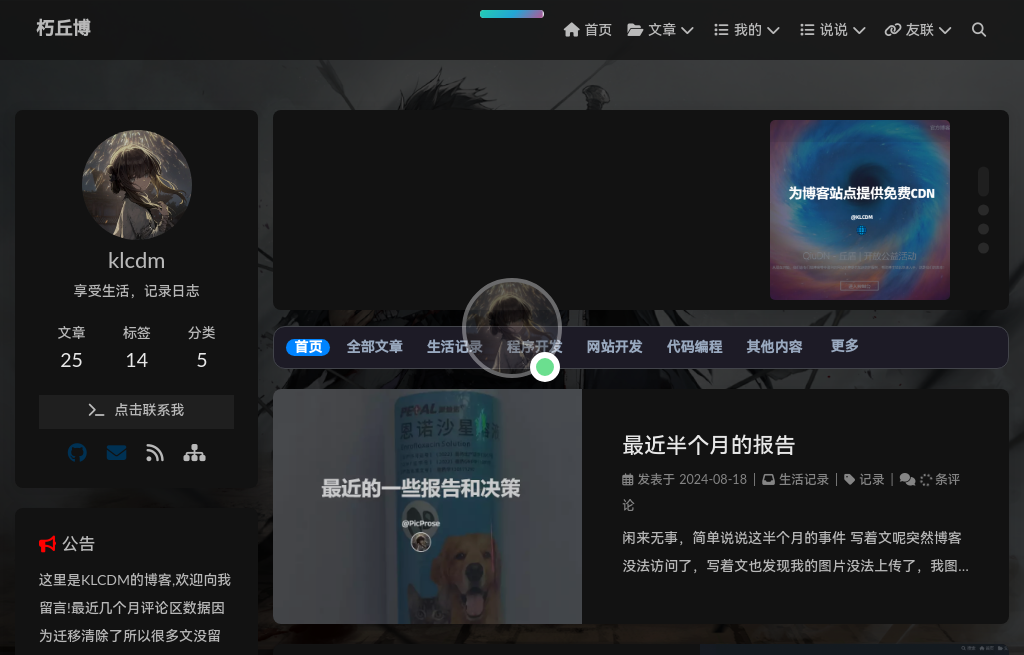 朽丘博
首页
文章
我的
说说
友联
klcdm
享受生活，记录日志
文章
标签
分类
25
14
5
点击联系我
公告
这里是KLCDM的博客,欢迎向我
留言!最近几个月评论区数据因
为迁移清除了所以很多文没留
为博客站点提供免费CDN
@KLCDM
首页 全部文章 生活记录 程序开发 网站开发 代码编程 其他内容 更多
最近的一些报告和决策
@PicProse
最近半个月的报告
发表于 2024-08-18 | 生活记录 | 记录 | 条评
论
闲来无事，简单说说这半个月的事件 写着文呢突然博客
没法访问了，写着文也发现我的图片没法上传了，我图...